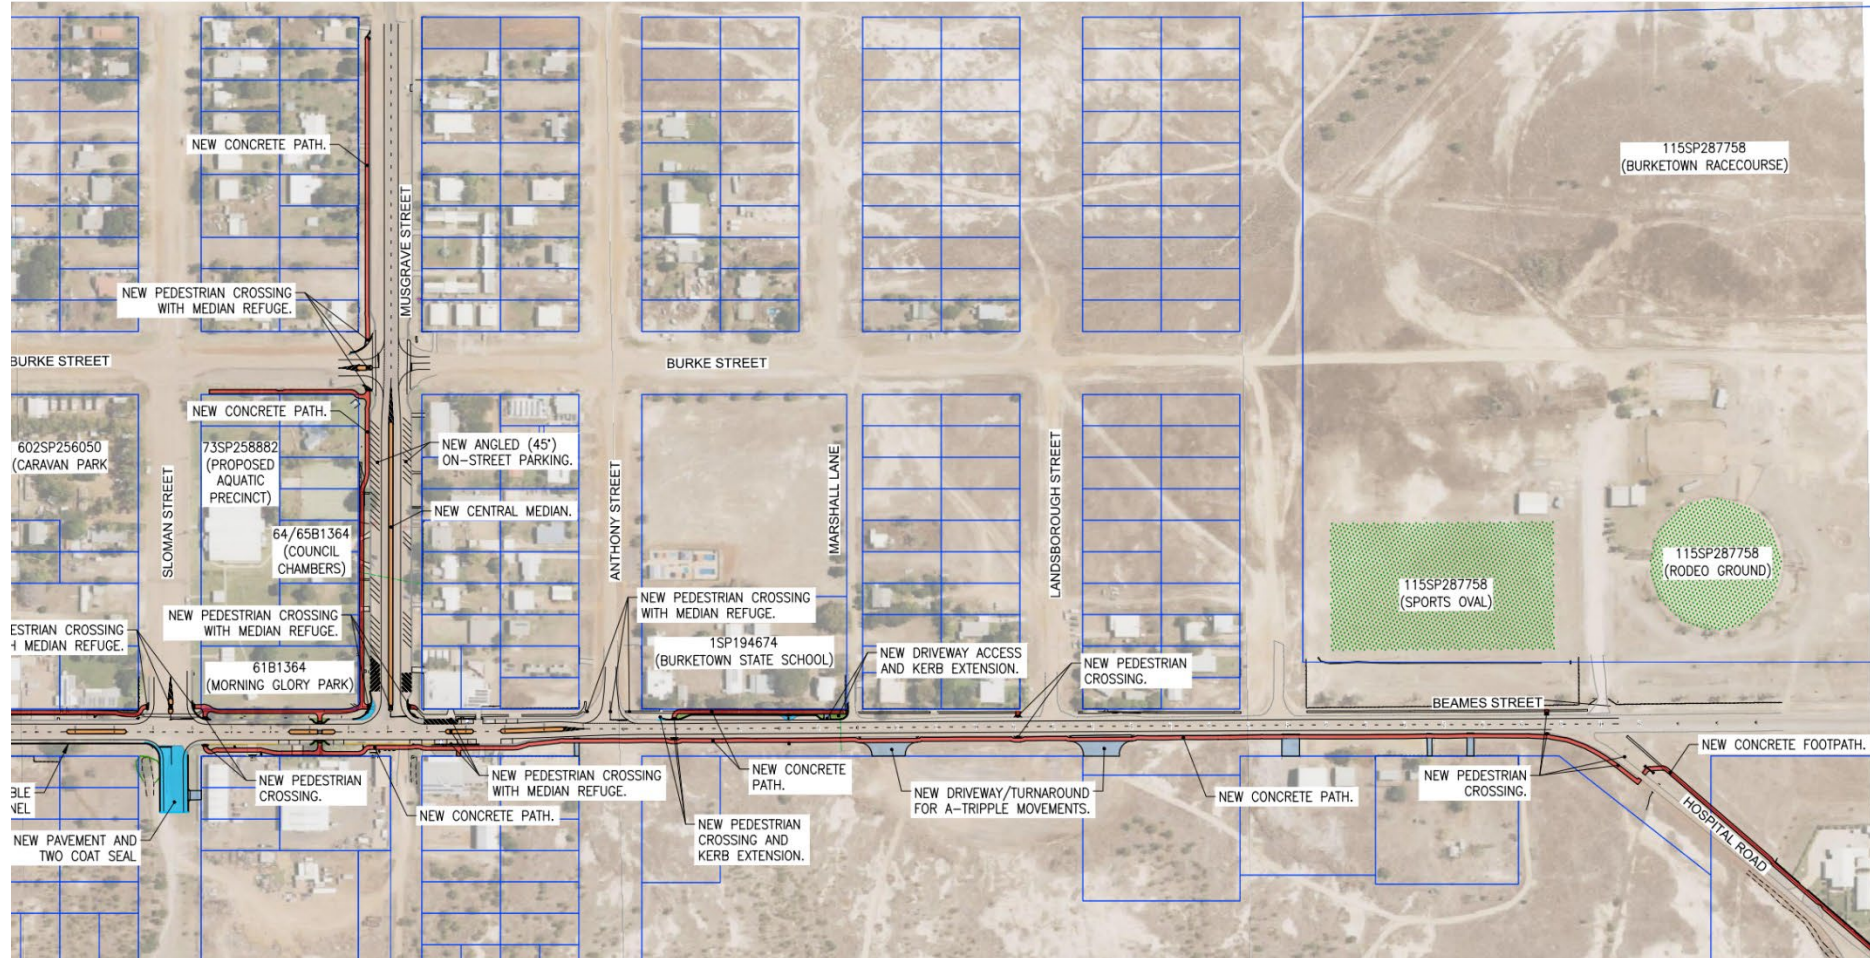 NEW CONCRETE PATH.
115SP287758
(BURKETOWN RACECOURSE)
MUSGRAVE STREET
NEW PEDESTRIAN CROSSING
WITH MEDIAN REFUGE.
BURKE STREET
BURKE STREET
NEW CONCRETE PATH.
602SP256050
(CARAVAN PARK
73SP258882
(PROPOSED
AQUATIC
PRECINCT)
NEW ANGLED (45°)
ON-STREET PARKING.
SLOMAN STREET
NEW CENTRAL MEDIAN.
64/65B1364
(COUNCIL
CHAMBERS)
ANTHONY STREET
MARSHALL LANE
LANDSBOROUGH STREET
115SP287758
(SPORTS OVAL)
115SP287758
(RODEO GROUND)
ESTRIAN CROSSING
H MEDIAN REFUGE.
NEW PEDESTRIAN CROSSING
WITH MEDIAN REFUGE.
NEW PEDESTRIAN CROSSING
WITH MEDIAN REFUGE.
61B1364
(MORNING GLORY PARK)
1SP194674
(BURKETOWN STATE SCHOOL)
NEW DRIVEWAY ACCESS
AND KERB EXTENSION.
NEW PEDESTRIAN
CROSSING.
BEAMES STREET
BLE
NEL
NEW PAVEMENT AND
TWO COAT SEAL
NEW PEDESTRIAN
CROSSING.
NEW CONCRETE PATH.
NEW PEDESTRIAN CROSSING
WITH MEDIAN REFUGE.
NEW CONCRETE
PATH.
NEW PEDESTRIAN
CROSSING AND
KERB EXTENSION.
NEW DRIVEWAY/TURNAROUND
FOR A-TRIPPLE MOVEMENTS.
NEW CONCRETE PATH.
NEW PEDESTRIAN
CROSSING.
NEW CONCRETE FOOTPATH.
HOSPITAL ROAD